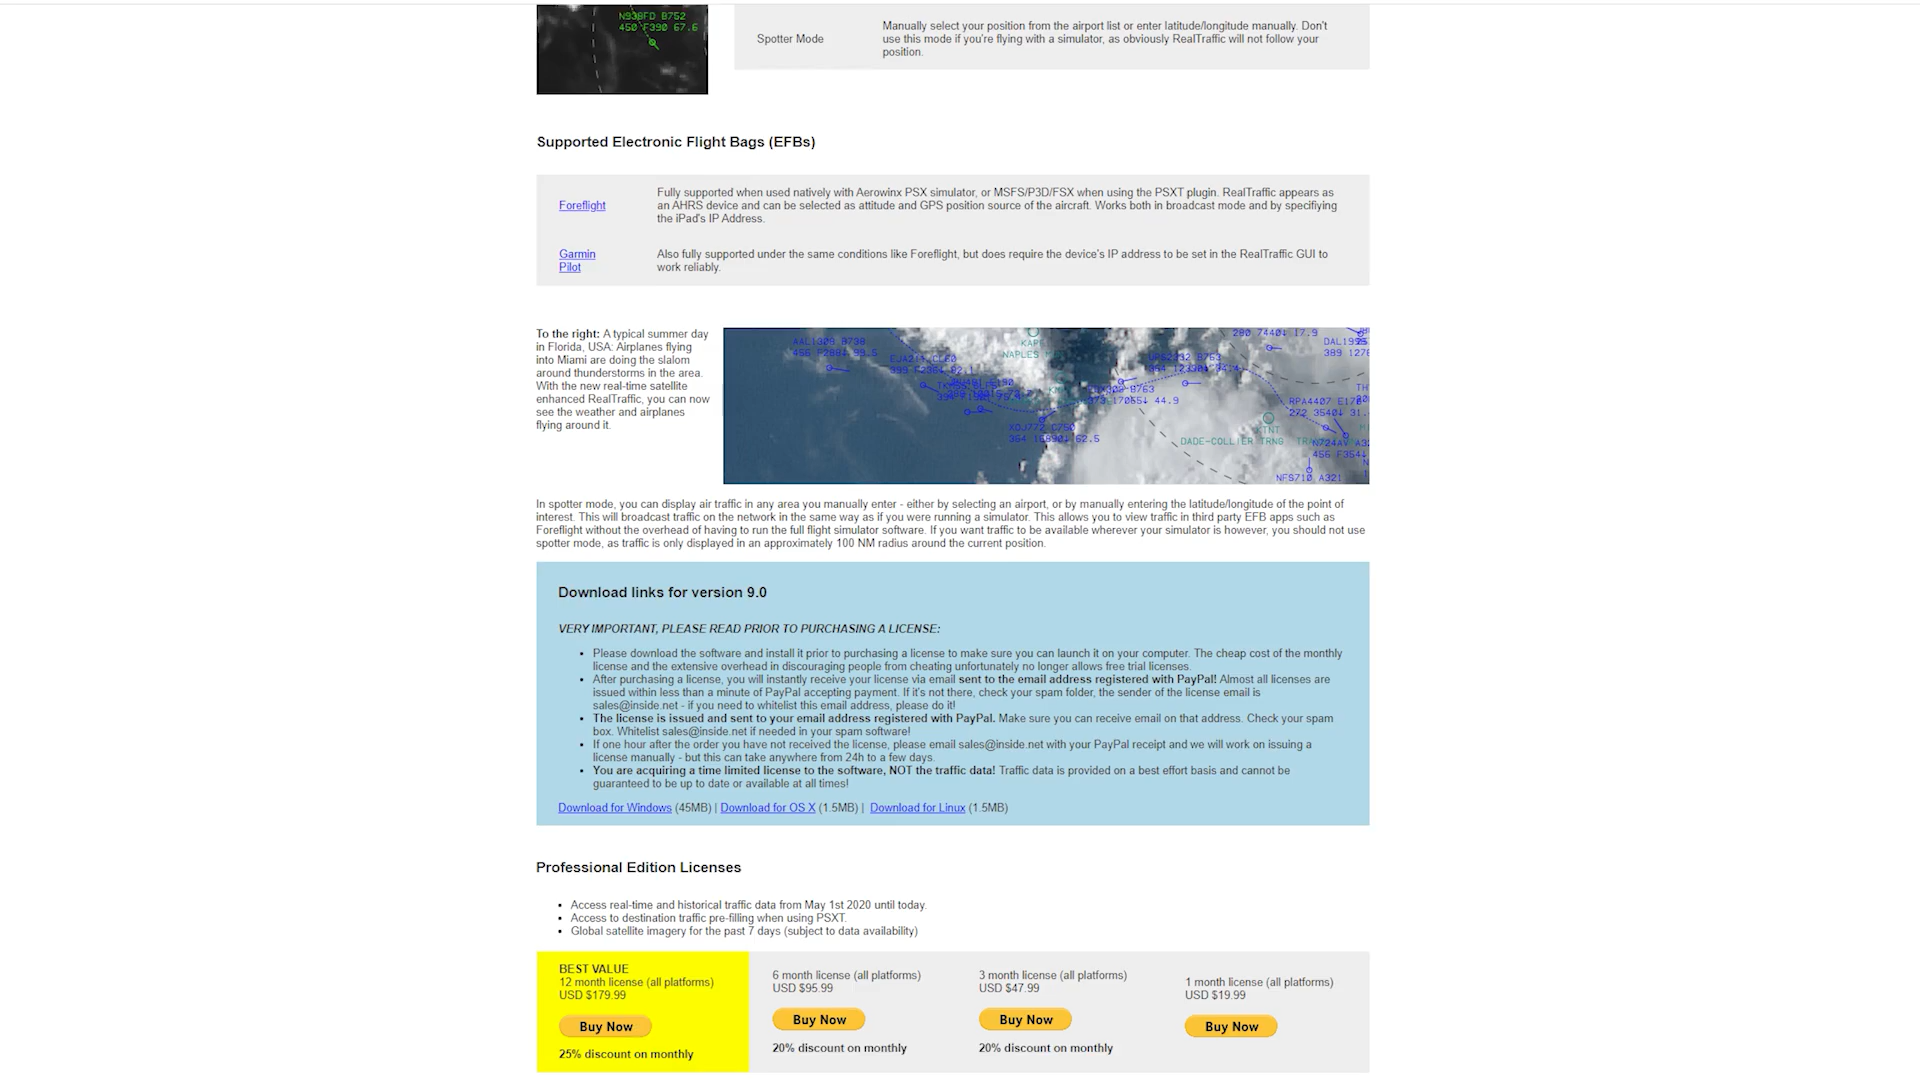 N938FD B752
450 F390 67.6
Spotter Mode
Manually select your position from the airport list or enter latitude/longitude manually. Don't
use this mode if you're flying with a simulator, as obviously RealTraffic will not follow your
position.
Supported Electronic Flight Bags (EFBs)
Foreflight
Fully supported when used natively with Aerowinx PSX simulator, or MSFS/P3D/FSX when using the PSXT plugin. RealTraffic appears as
an AHRS device and can be selected as attitude and GPS position source of the aircraft. Works both in broadcast mode and by specifiying
the iPad's IP Address.
Garmin
Pilot
Also fully supported under the same conditions like Foreflight, but does require the device's IP address to be set in the RealTraffic GUI to
work reliably.
To the right: A typical summer day
in Florida, USA: Airplanes flying
into Miami are doing the slalom
around thunderstorms in the area.
With the new real-time satellite
enhanced RealTraffic, you can now
see the weather and airplanes
flying around it.
AAL1308 B738
NAPLES
B763
44.9
XOJ772 C750
62.5
DADE-COLLIER TRNG
RPA4407
N724AV
456 F354↓
NFS710 A321
In spotter mode, you can display air traffic in any area you manually enter - either by selecting an airport, or by manually entering the latitude/longitude of the point of
interest. This will broadcast traffic on the network in the same way as if you were running a simulator. This allows you to view traffic in third party EFB apps such as
Foreflight without the overhead of having to run the full flight simulator software. If you want traffic to be available wherever your simulator is however, you should not use
spotter mode, as traffic is only displayed in an approximately 100 NM radius around the current position.
Download links for version 9.0
VERY IMPORTANT, PLEASE READ PRIOR TO PURCHASING A LICENSE:
• Please download the software and install it prior to purchasing a license to make sure you can launch it on your computer. The cheap cost of the monthly
license and the extensive overhead in discouraging people from cheating unfortunately no longer allows free trial licenses.
• After purchasing a license, you will instantly receive your license via email sent to the email address registered with PayPal! Almost all licenses are
issued within less than a minute of PayPal accepting payment. If it's not there, check your spam folder, the sender of the license email is
sales@inside.net - if you need to whitelist this email address, please do it!
• The license is issued and sent to your email address registered with PayPal. Make sure you can receive email on that address. Check your spam
box. Whitelist sales@inside.net if needed in your spam software!
• If one hour after the order you have not received the license, please email sales@inside.net with your PayPal receipt and we will work on issuing a
license manually - but this can take anywhere from 24h to a few days.
• You are acquiring a time limited license to the software, NOT the traffic data! Traffic data is provided on a best effort basis and cannot be
guaranteed to be up to date or available at all times!
Download for Windows (45MB) | Download for OS X (1.5MB) | Download for Linux (1.5MB)
Professional Edition Licenses
• Access real-time and historical traffic data from May 1st 2020 until today.
• Access to destination traffic pre-filling when using PSXT.
• Global satellite imagery for the past 7 days (subject to data availability)
BEST VALUE
12 month license (all platforms)
USD $179.99
Buy Now
25% discount on monthly
6 month license (all platforms)
USD $95.99
Buy Now
20% discount on monthly
3 month license (all platforms)
USD $47.99
Buy Now
20% discount on monthly
1 month license (all platforms)
USD $19.99
Buy Now